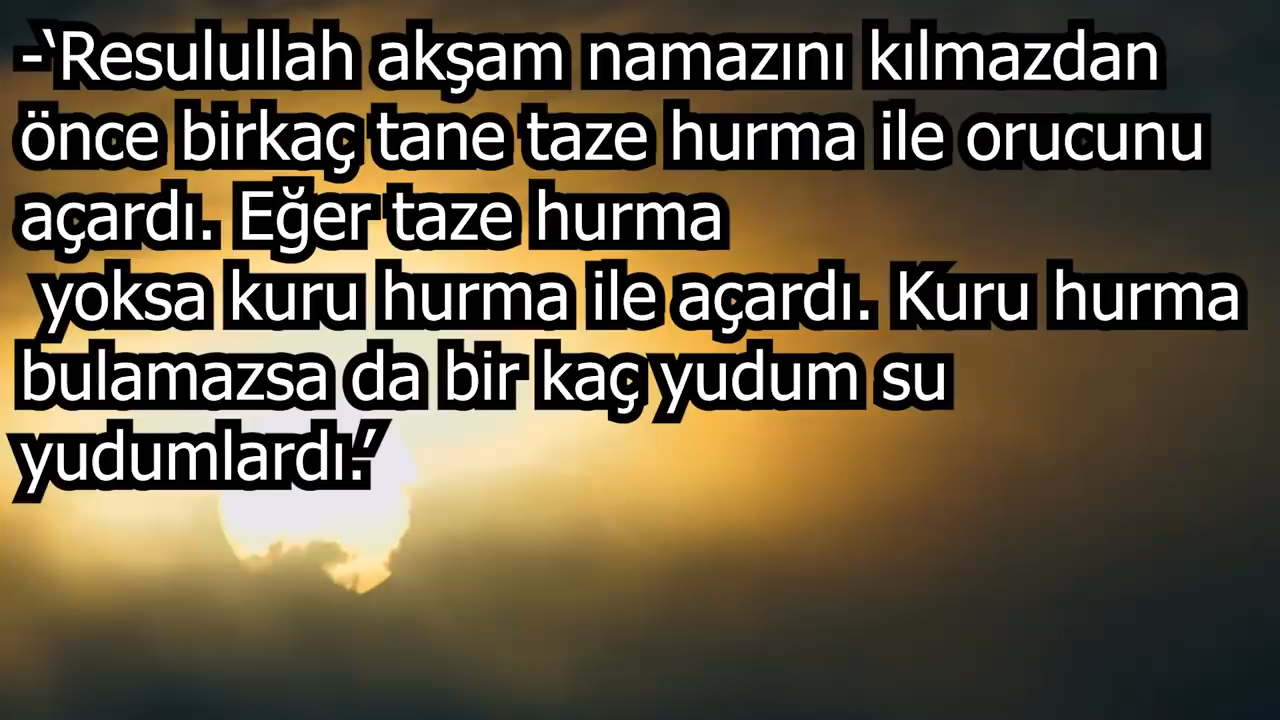 -‘Resulullah akşam namazını kılmazdan
önce birkaç tane taze hurma ile orucunu
açardı. Eğer taze hurma
yoksa kuru hurma ile açardı. Kuru hurma
bulamazsa da bir kaç yudum su
yudumlardı.’